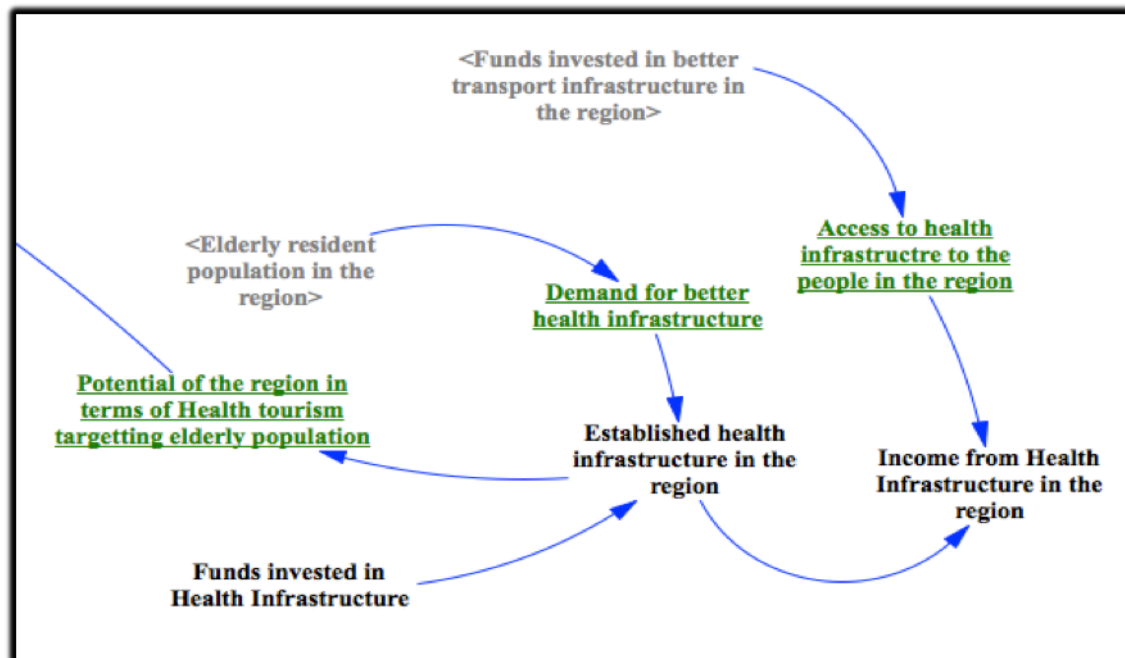 <Funds invested in better
transport infrastructure in
the region>
<Elderly resident
population in the
region>
Access to health
infrastructre to the
people in the region
Demand for better
health infrastructure
Potential of the region in
terms of Health tourism
targetting elderly population
Established health
infrastructure in the
region
Income from Health
Infrastructure in the
region
Funds invested in
Health Infrastructure